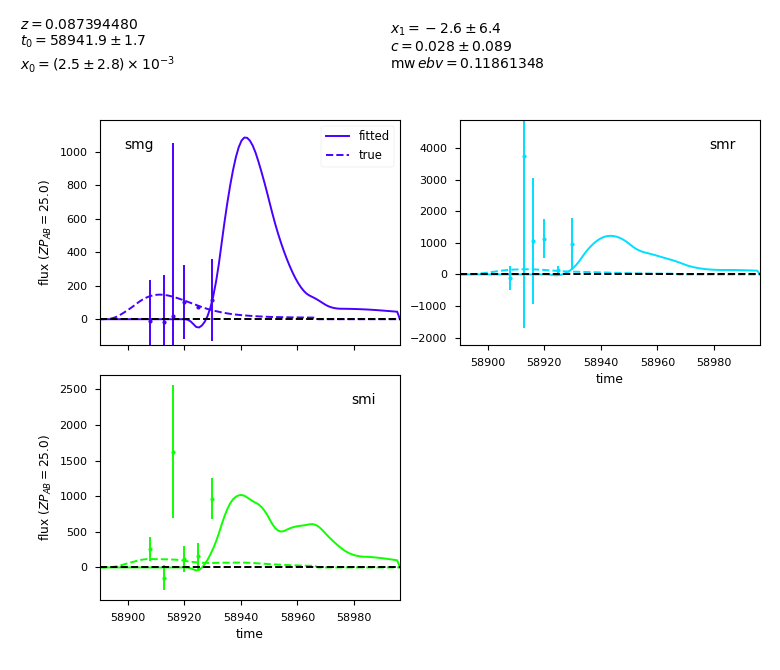 z = 0.087394480
t₀ = 58941.9 ± 1.7
x₀ = (2.5 ± 2.8) × 10⁻³
x₁ = −2.6 ± 6.4
c = 0.028 ± 0.089
mw ebv = 0.11861348
smg
fitted
true
1000
800
600
400
200
0
flux (ZP_AB = 25.0)
smr
4000
3000
2000
1000
0
−1000
−2000
58900 58920 58940 58960 58980
time
smi
2500
2000
1500
1000
500
0
flux (ZP_AB = 25.0)
58900 58920 58940 58960 58980
time